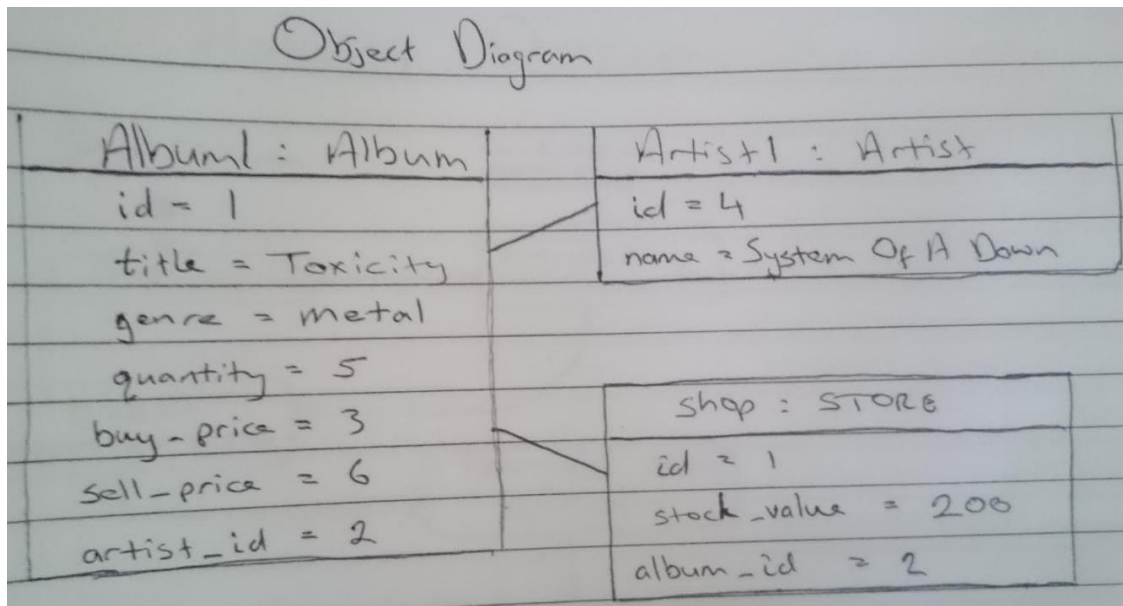 Object Diagram
Album1 : Album
id = 1
title = Toxicity
genre = metal
quantity = 5
buy_price = 3
sell_price = 6
artist_id = 2
Artist1 : Artist
id = 4
name = System Of A Down
shop : STORE
id = 1
stock_value = 200
album_id = 2